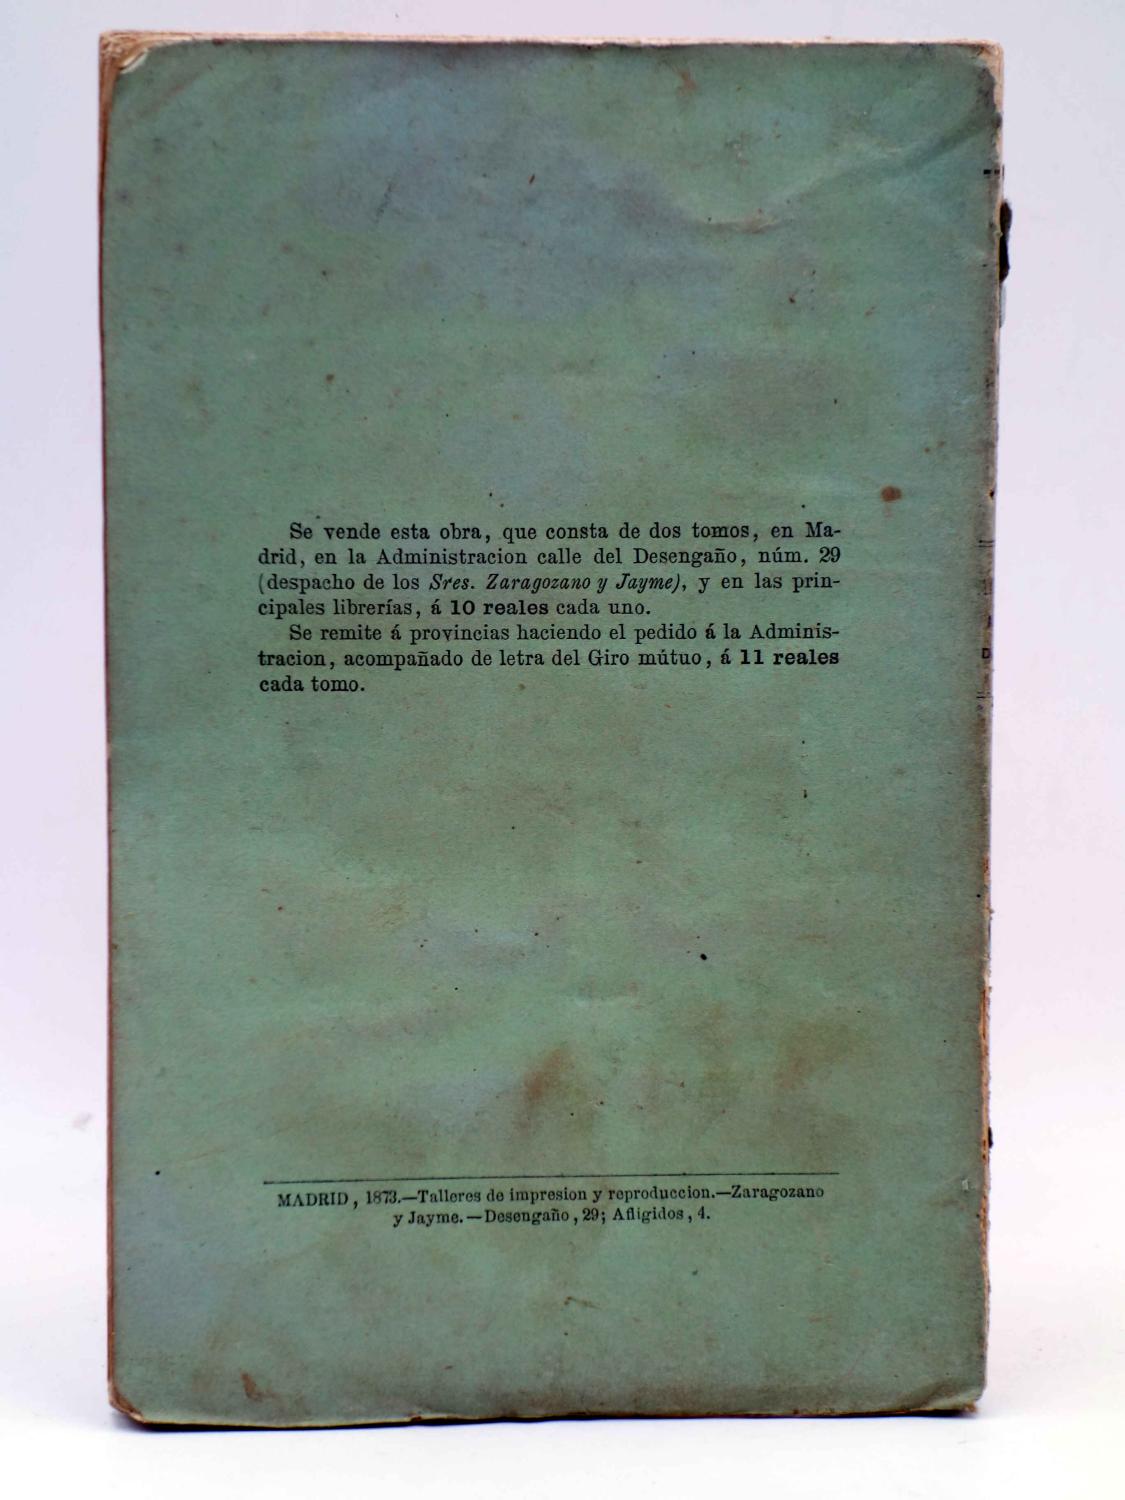 Se vende esta obra, que consta de dos tomos, en Ma-
drid, en la Administracion calle del Desengaño, núm. 29
(despacho de los Sres. Zaragozano y Jayme), y en las prin-
cipales librerías, á 10 reales cada uno.
Se remite á provincias haciendo el pedido á la Adminis-
tracion, acompañado de letra del Giro mútuo, á 11 reales
cada tomo.
MADRID, 1873.—Talleres de impresion y reproduccion.—Zaragozano
y Jayme.—Desengaño, 29; Afligidos, 4.